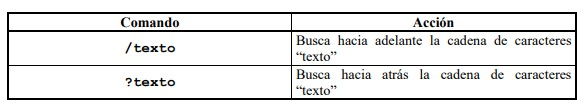 Comando Acción
/texto Busca hacia adelante la cadena de caracteres
“texto”
?texto Busca hacia atrás la cadena de caracteres
“texto”